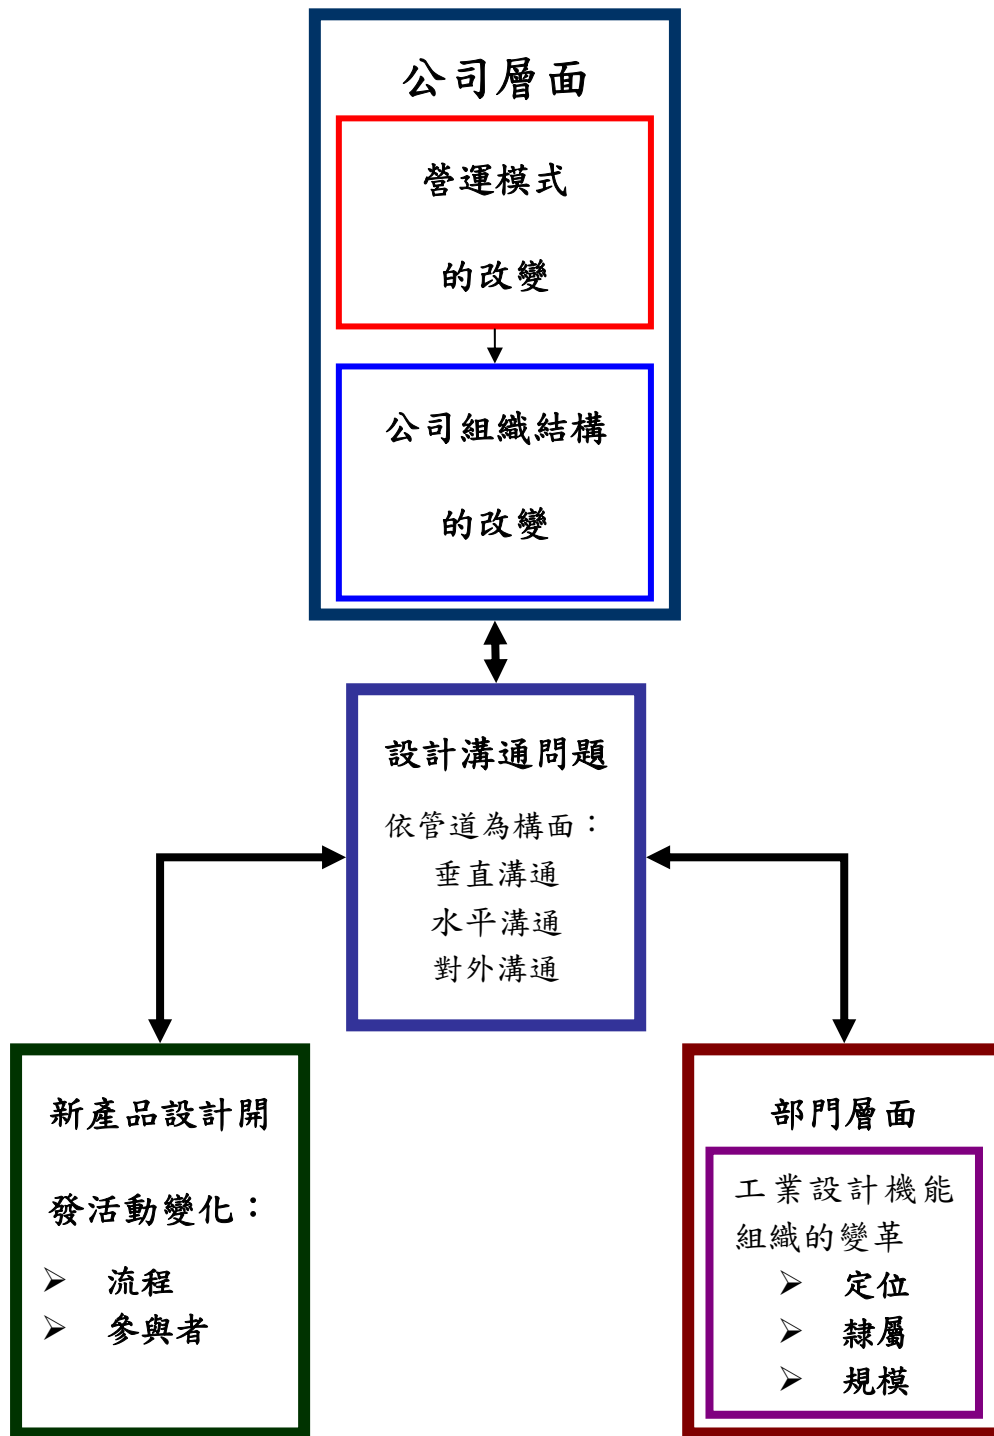 公司層面
營運模式
的改變
公司組織結構
的改變
設計溝通問題
依管道為構面：
垂直溝通
水平溝通
對外溝通
新產品設計開
發活動變化：
➢ 流程
➢ 參與者
部門層面
工業設計機能
組織的變革
➢ 定位
➢ 隸屬
➢ 規模